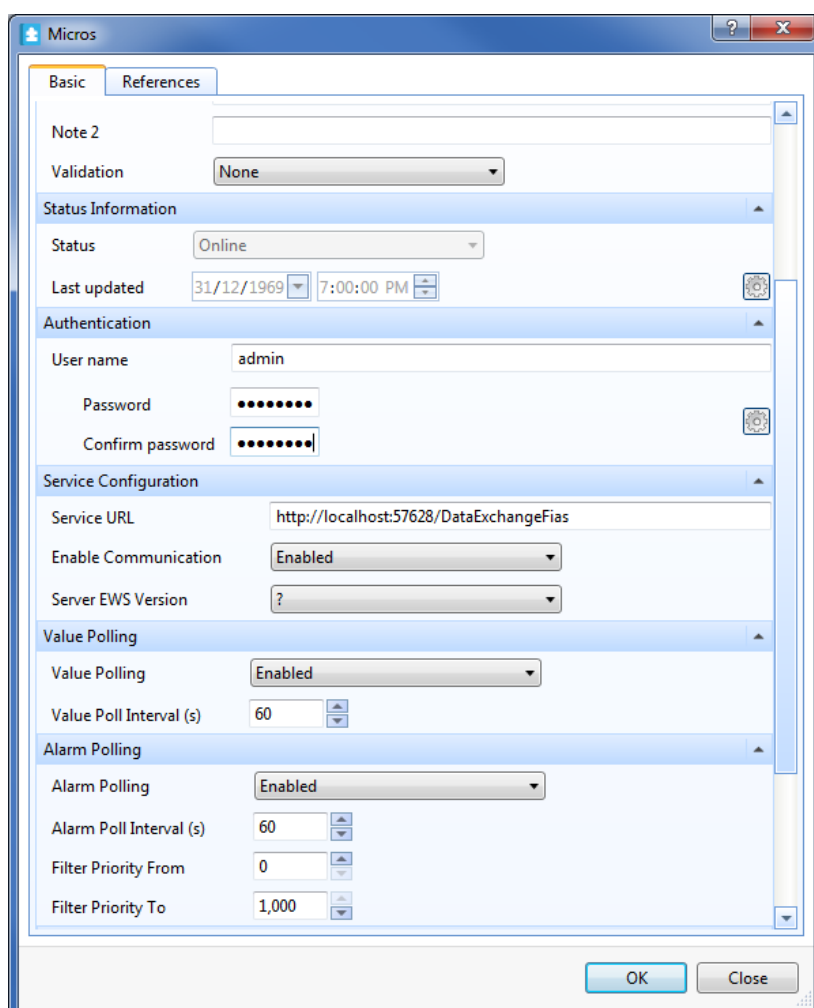 Micros
Basic References
Note 2
Validation None
Status Information
Status Online
Last updated 31/12/1969 7:00:00 PM
Authentication
User name admin
Password ●●●●●●●●
Confirm password ●●●●●●●●
Service Configuration
Service URL http://localhost:57628/DataExchangeFias
Enable Communication Enabled
Server EWS Version ?
Value Polling
Value Polling Enabled
Value Poll Interval (s) 60
Alarm Polling
Alarm Polling Enabled
Alarm Poll Interval (s) 60
Filter Priority From 0
Filter Priority To 1,000
OK Close